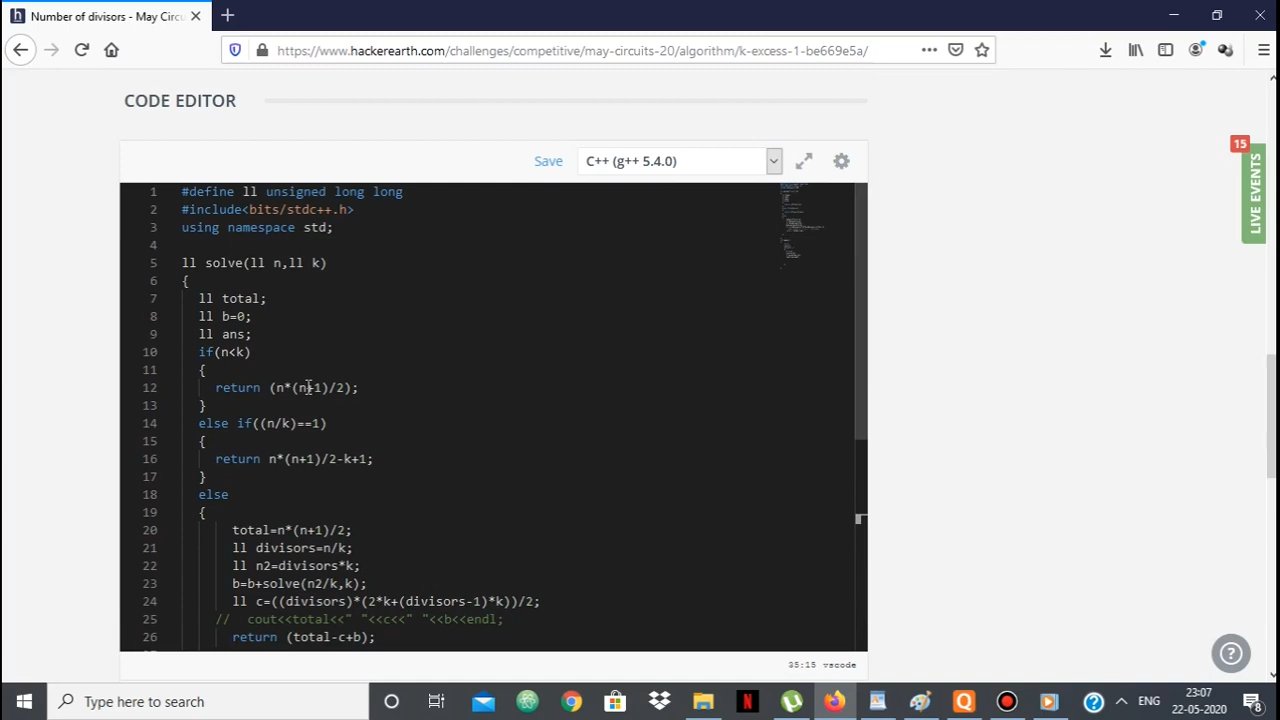 Number of divisors - May Circu
https://www.hackerearth.com/challenges/competitive/may-circuits-20/algorithm/k-excess-1-be669e5a/
CODE EDITOR
15
LIVE EVENTS
Save
C++ (g++ 5.4.0)
1 #define ll unsigned long long
2 #include<bits/stdc++.h>
3 using namespace std;
4
5 ll solve(ll n,ll k)
6 {
7 ll total;
8 ll b=0;
9 ll ans;
10 if(n<k)
11 {
12 return (n*(n+1)/2);
13 }
14 else if((n/k)==1)
15 {
16 return n*(n+1)/2-k+1;
17 }
18 else
19 {
20 total=n*(n+1)/2;
21 ll divisors=n/k;
22 ll n2=divisors*k;
23 b=b+solve(n2/k,k);
24 ll c=((divisors)*(2*k+(divisors-1)*k))/2;
25 // cout<<total<<" "<<c<<" "<<b<<endl;
26 return (total-c+b);
35:15 vscode
Type here to search
ENG
23:07
22-05-2020
8